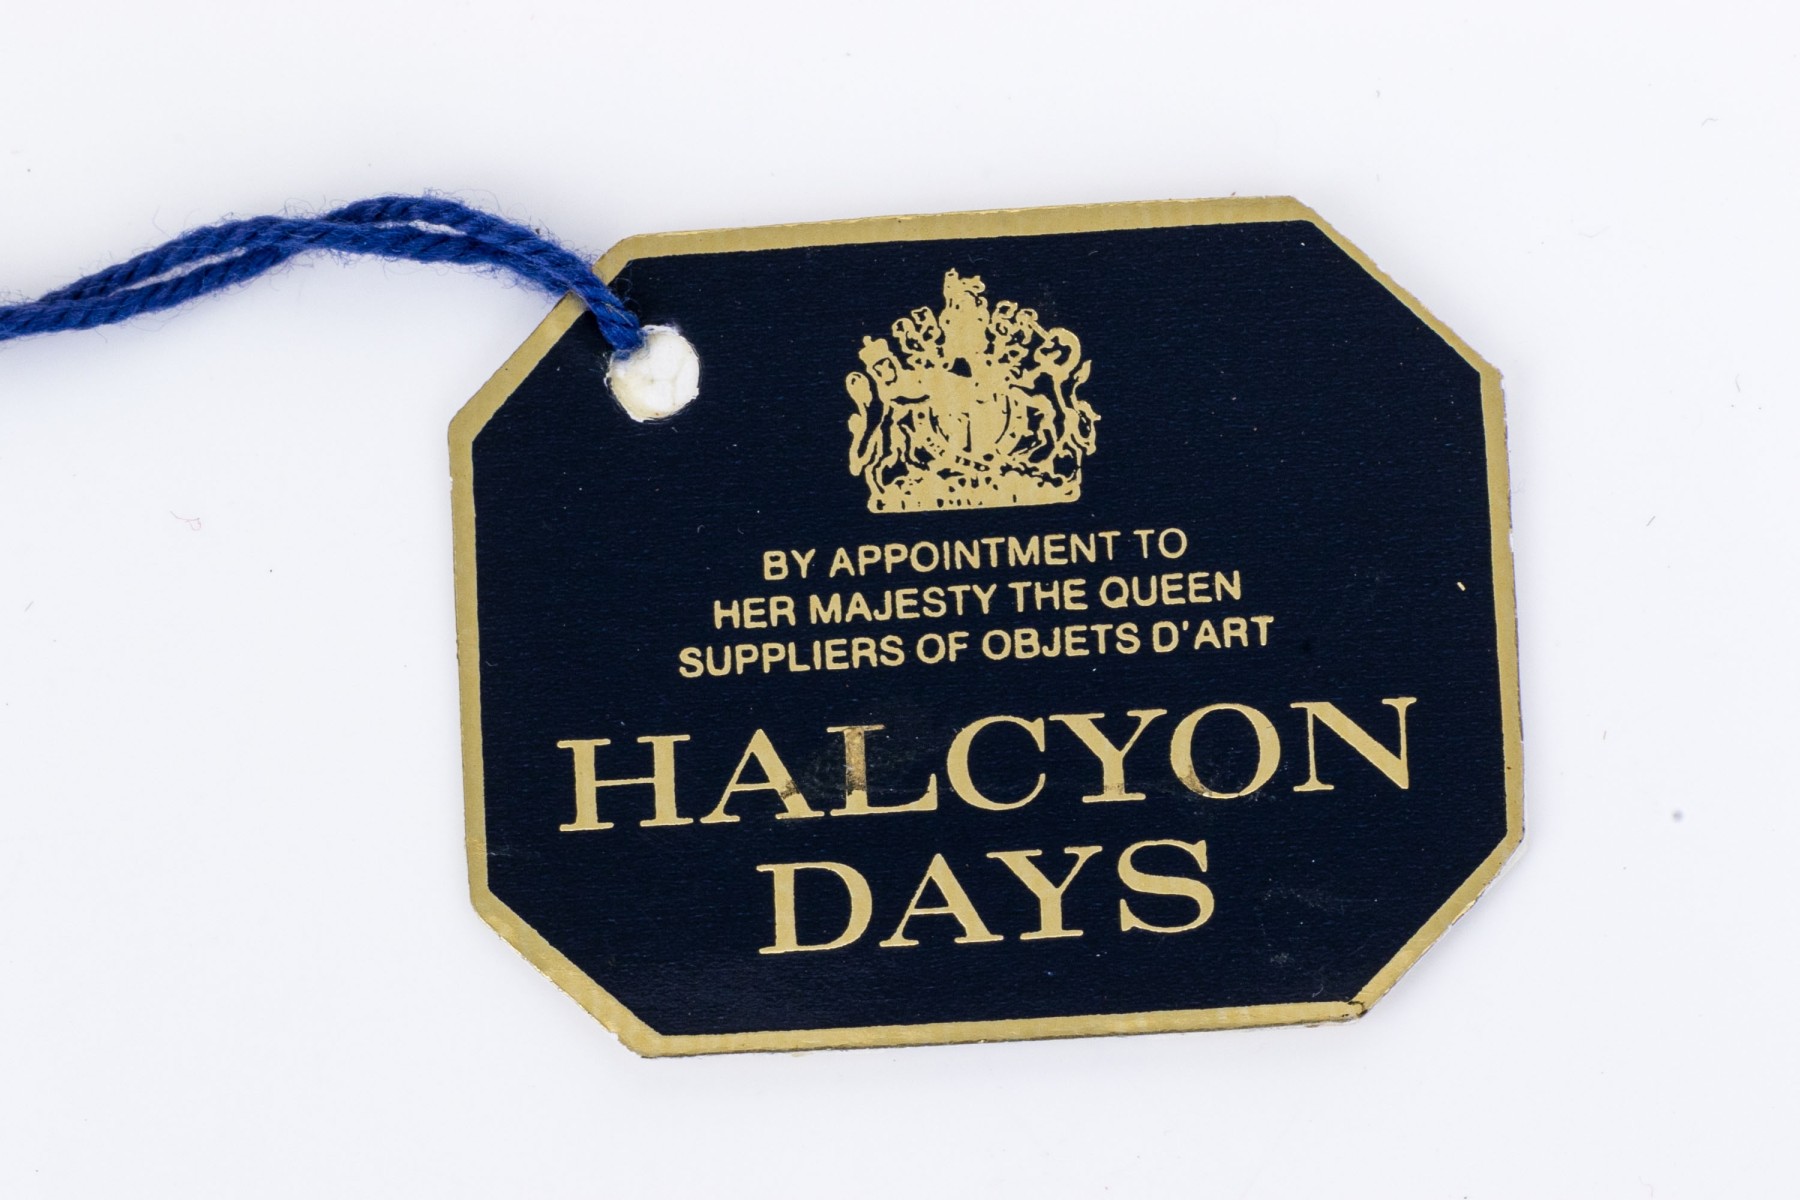 BY APPOINTMENT TO
HER MAJESTY THE QUEEN
SUPPLIERS OF OBJETS D'ART
HALCYON
DAYS